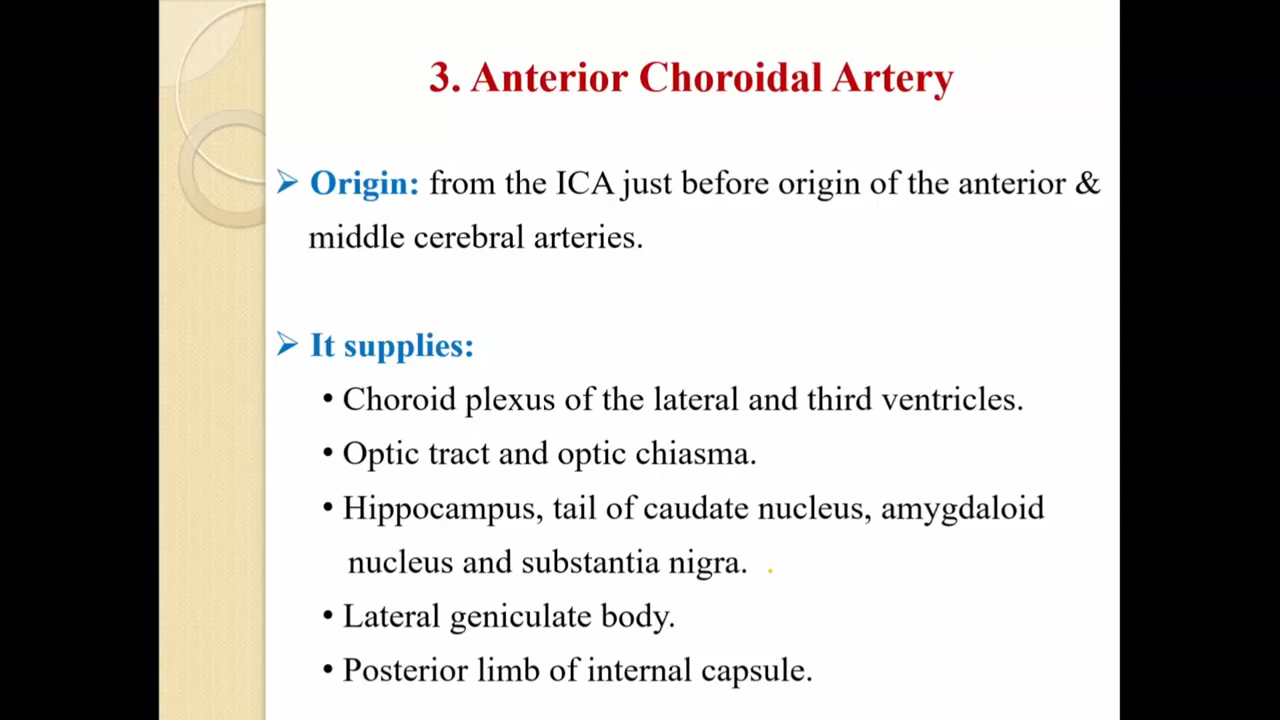 3. Anterior Choroidal Artery
➢ Origin: from the ICA just before origin of the anterior &
middle cerebral arteries.
➢ It supplies:
• Choroid plexus of the lateral and third ventricles.
• Optic tract and optic chiasma.
• Hippocampus, tail of caudate nucleus, amygdaloid
nucleus and substantia nigra.
• Lateral geniculate body.
• Posterior limb of internal capsule.